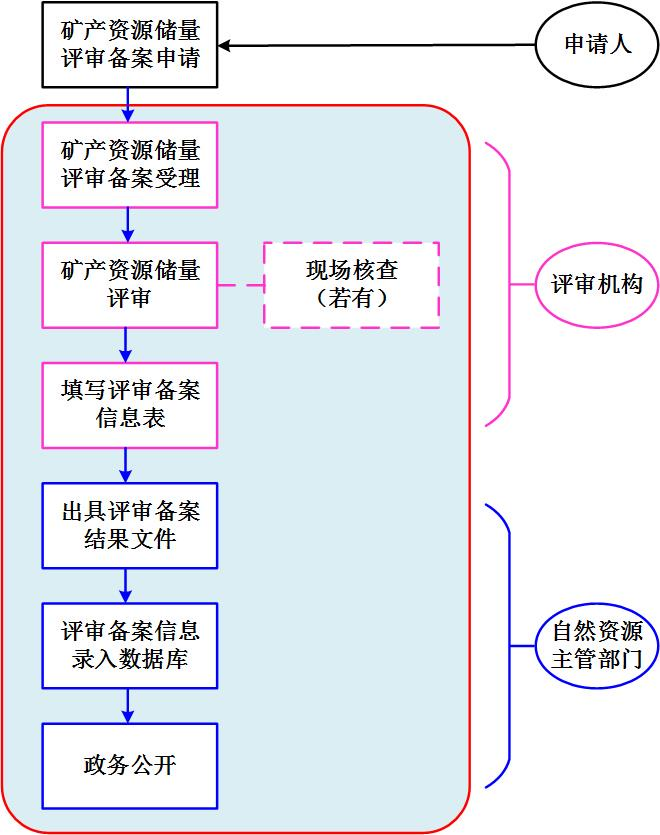 矿产资源储量
评审备案申请
申请人
矿产资源储量
评审备案受理
矿产资源储量
评审
现场核查
（若有）
评审机构
填写评审备案
信息表
出具评审备案
结果文件
评审备案信息
录入数据库
自然资源
主管部门
政务公开